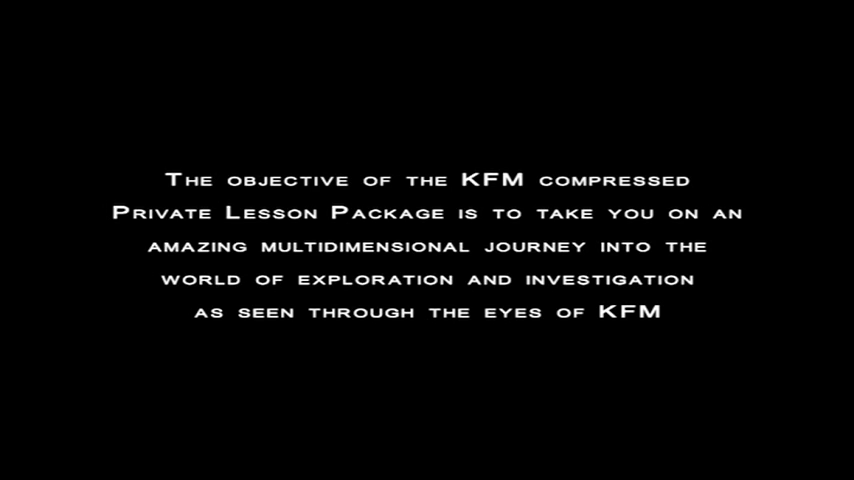 The objective of the KFM compressed
Private Lesson Package is to take you on an
amazing multidimensional journey into the
world of exploration and investigation
as seen through the eyes of KFM